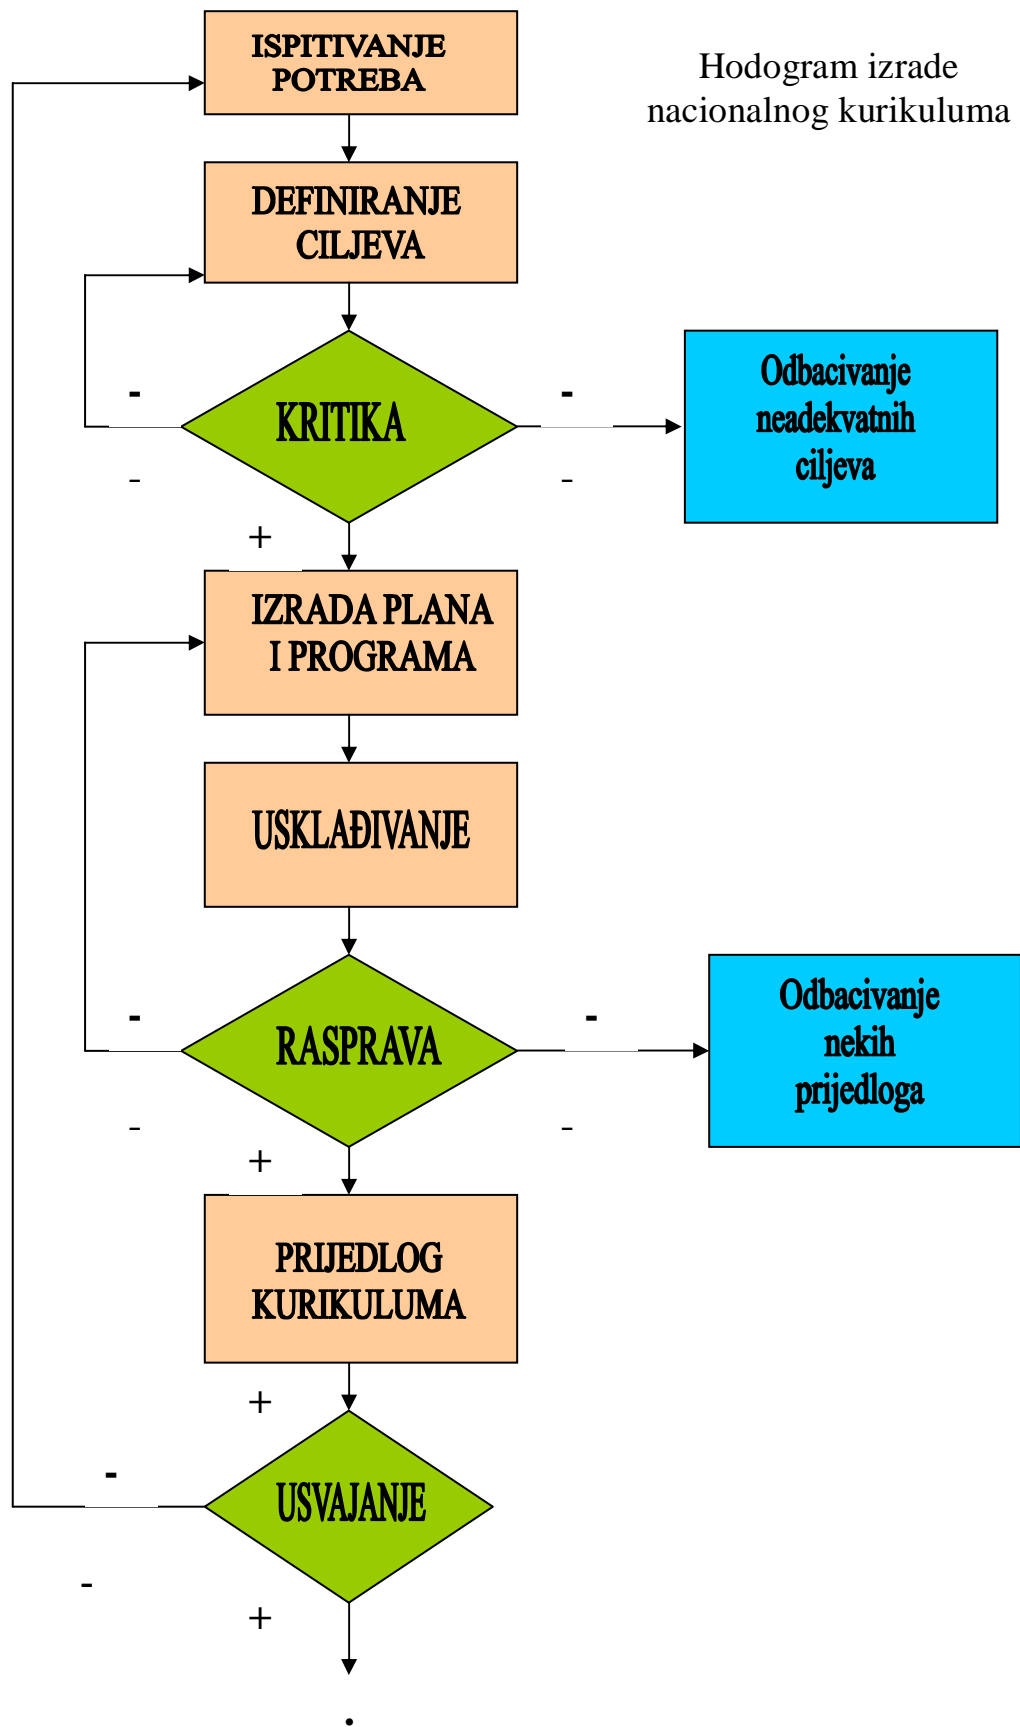 ISPITIVANJE
POTREBA
Hodogram izrade
nacionalnog kurikuluma
DEFINIRANJE
CILJEVA
-
KRITIKA
-
Odbacivanje
neadekvatnih
ciljeva
-
-
+
IZRADA PLANA
I PROGRAMA
USKLAĐIVANJE
-
RASPRAVA
-
Odbacivanje
nekih
prijedloga
-
-
+
PRIJEDLOG
KURIKULUMA
+
-
USVAJANJE
-
+
.